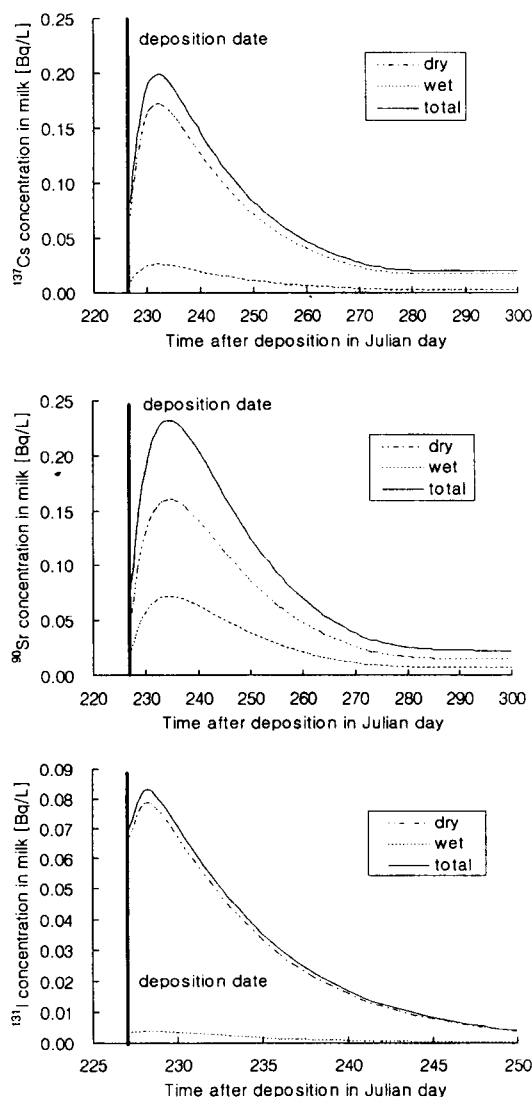 ¹³⁷Cs concentration in milk [Bq/L]
0.25
0.20
0.15
0.10
0.05
0.00
deposition date
dry
wet
total
220 230 240 250 260 270 280 290 300
Time after deposition in Julian day
⁹⁰Sr concentration in milk [Bq/L]
0.25
0.20
0.15
0.10
0.05
0.00
deposition date
dry
wet
total
220 230 240 250 260 270 280 290 300
Time after deposition in Julian day
¹³¹I concentration in milk [Bq/L]
0.09
0.08
0.07
0.06
0.05
0.04
0.03
0.02
0.01
0.00
dry
wet
total
deposition date
225 230 235 240 245 250
Time after deposition in Julian day